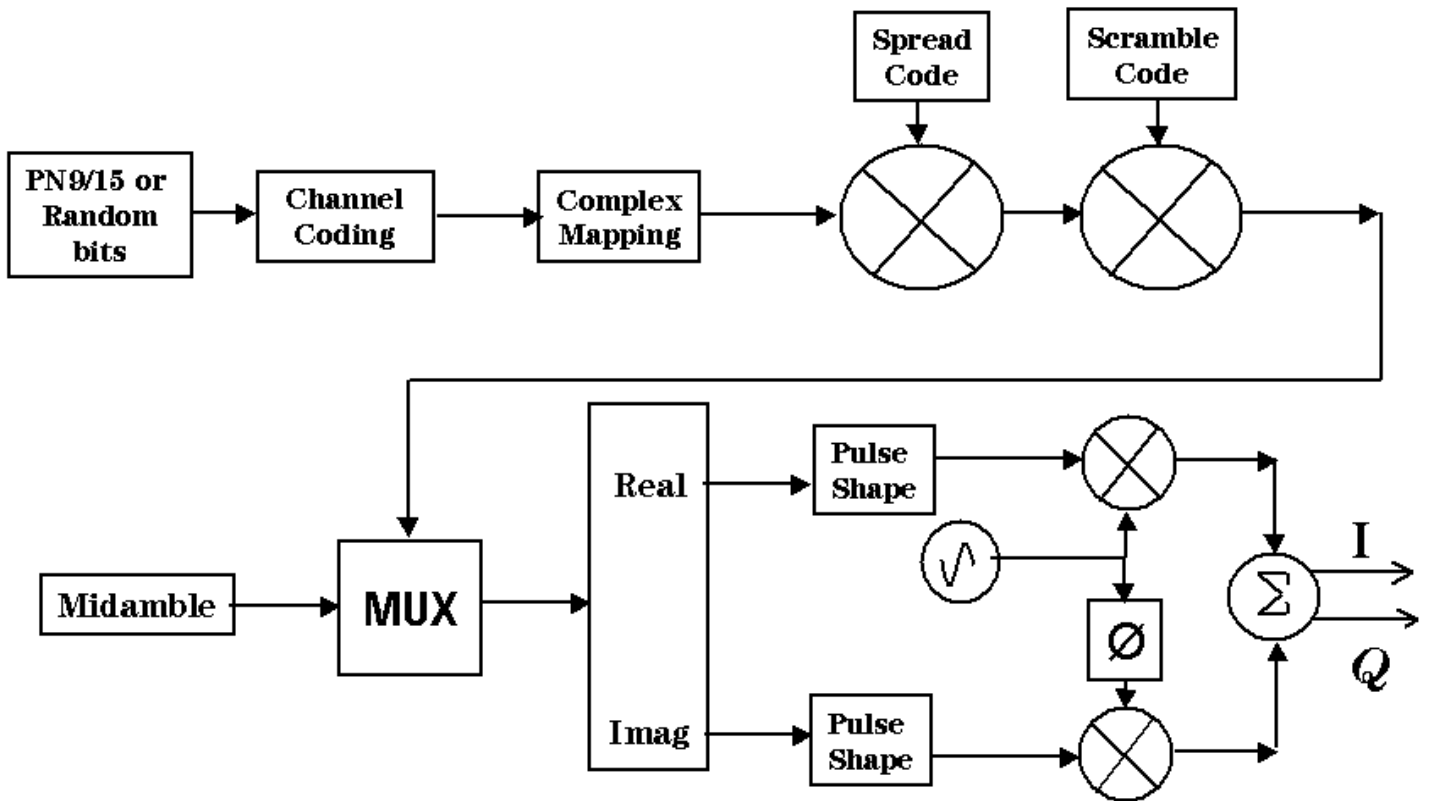 Spread
Code
Scramble
Code
PN9/15 or
Random
bits
Channel
Coding
Complex
Mapping
Real
Pulse
Shape
I
Midamble
MUX
Σ
Ø
Q
Imag
Pulse
Shape